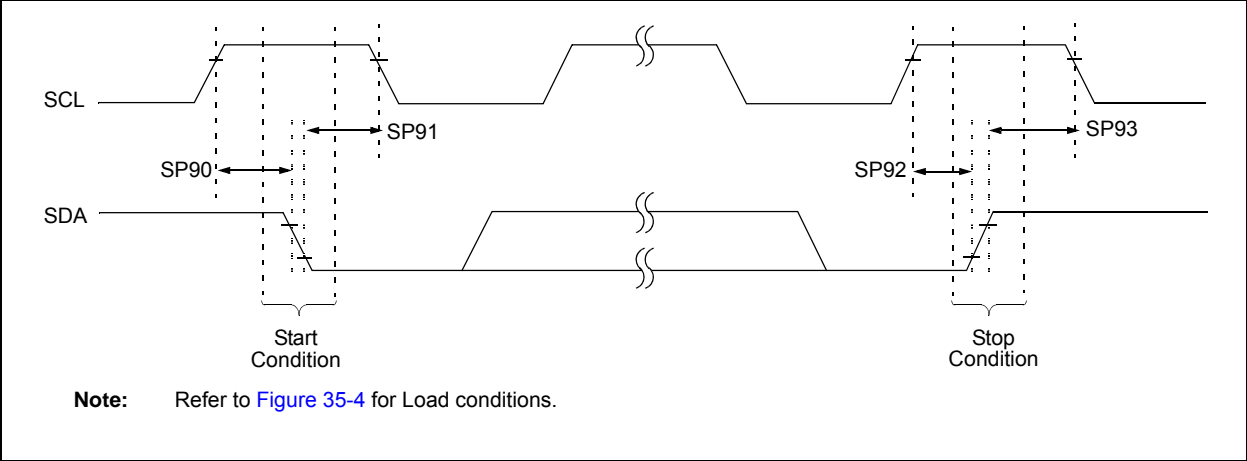 SCL
SP91
SP93
SP90
SP92
SDA
Start
Condition
Stop
Condition
Note: Refer to Figure 35-4 for Load conditions.